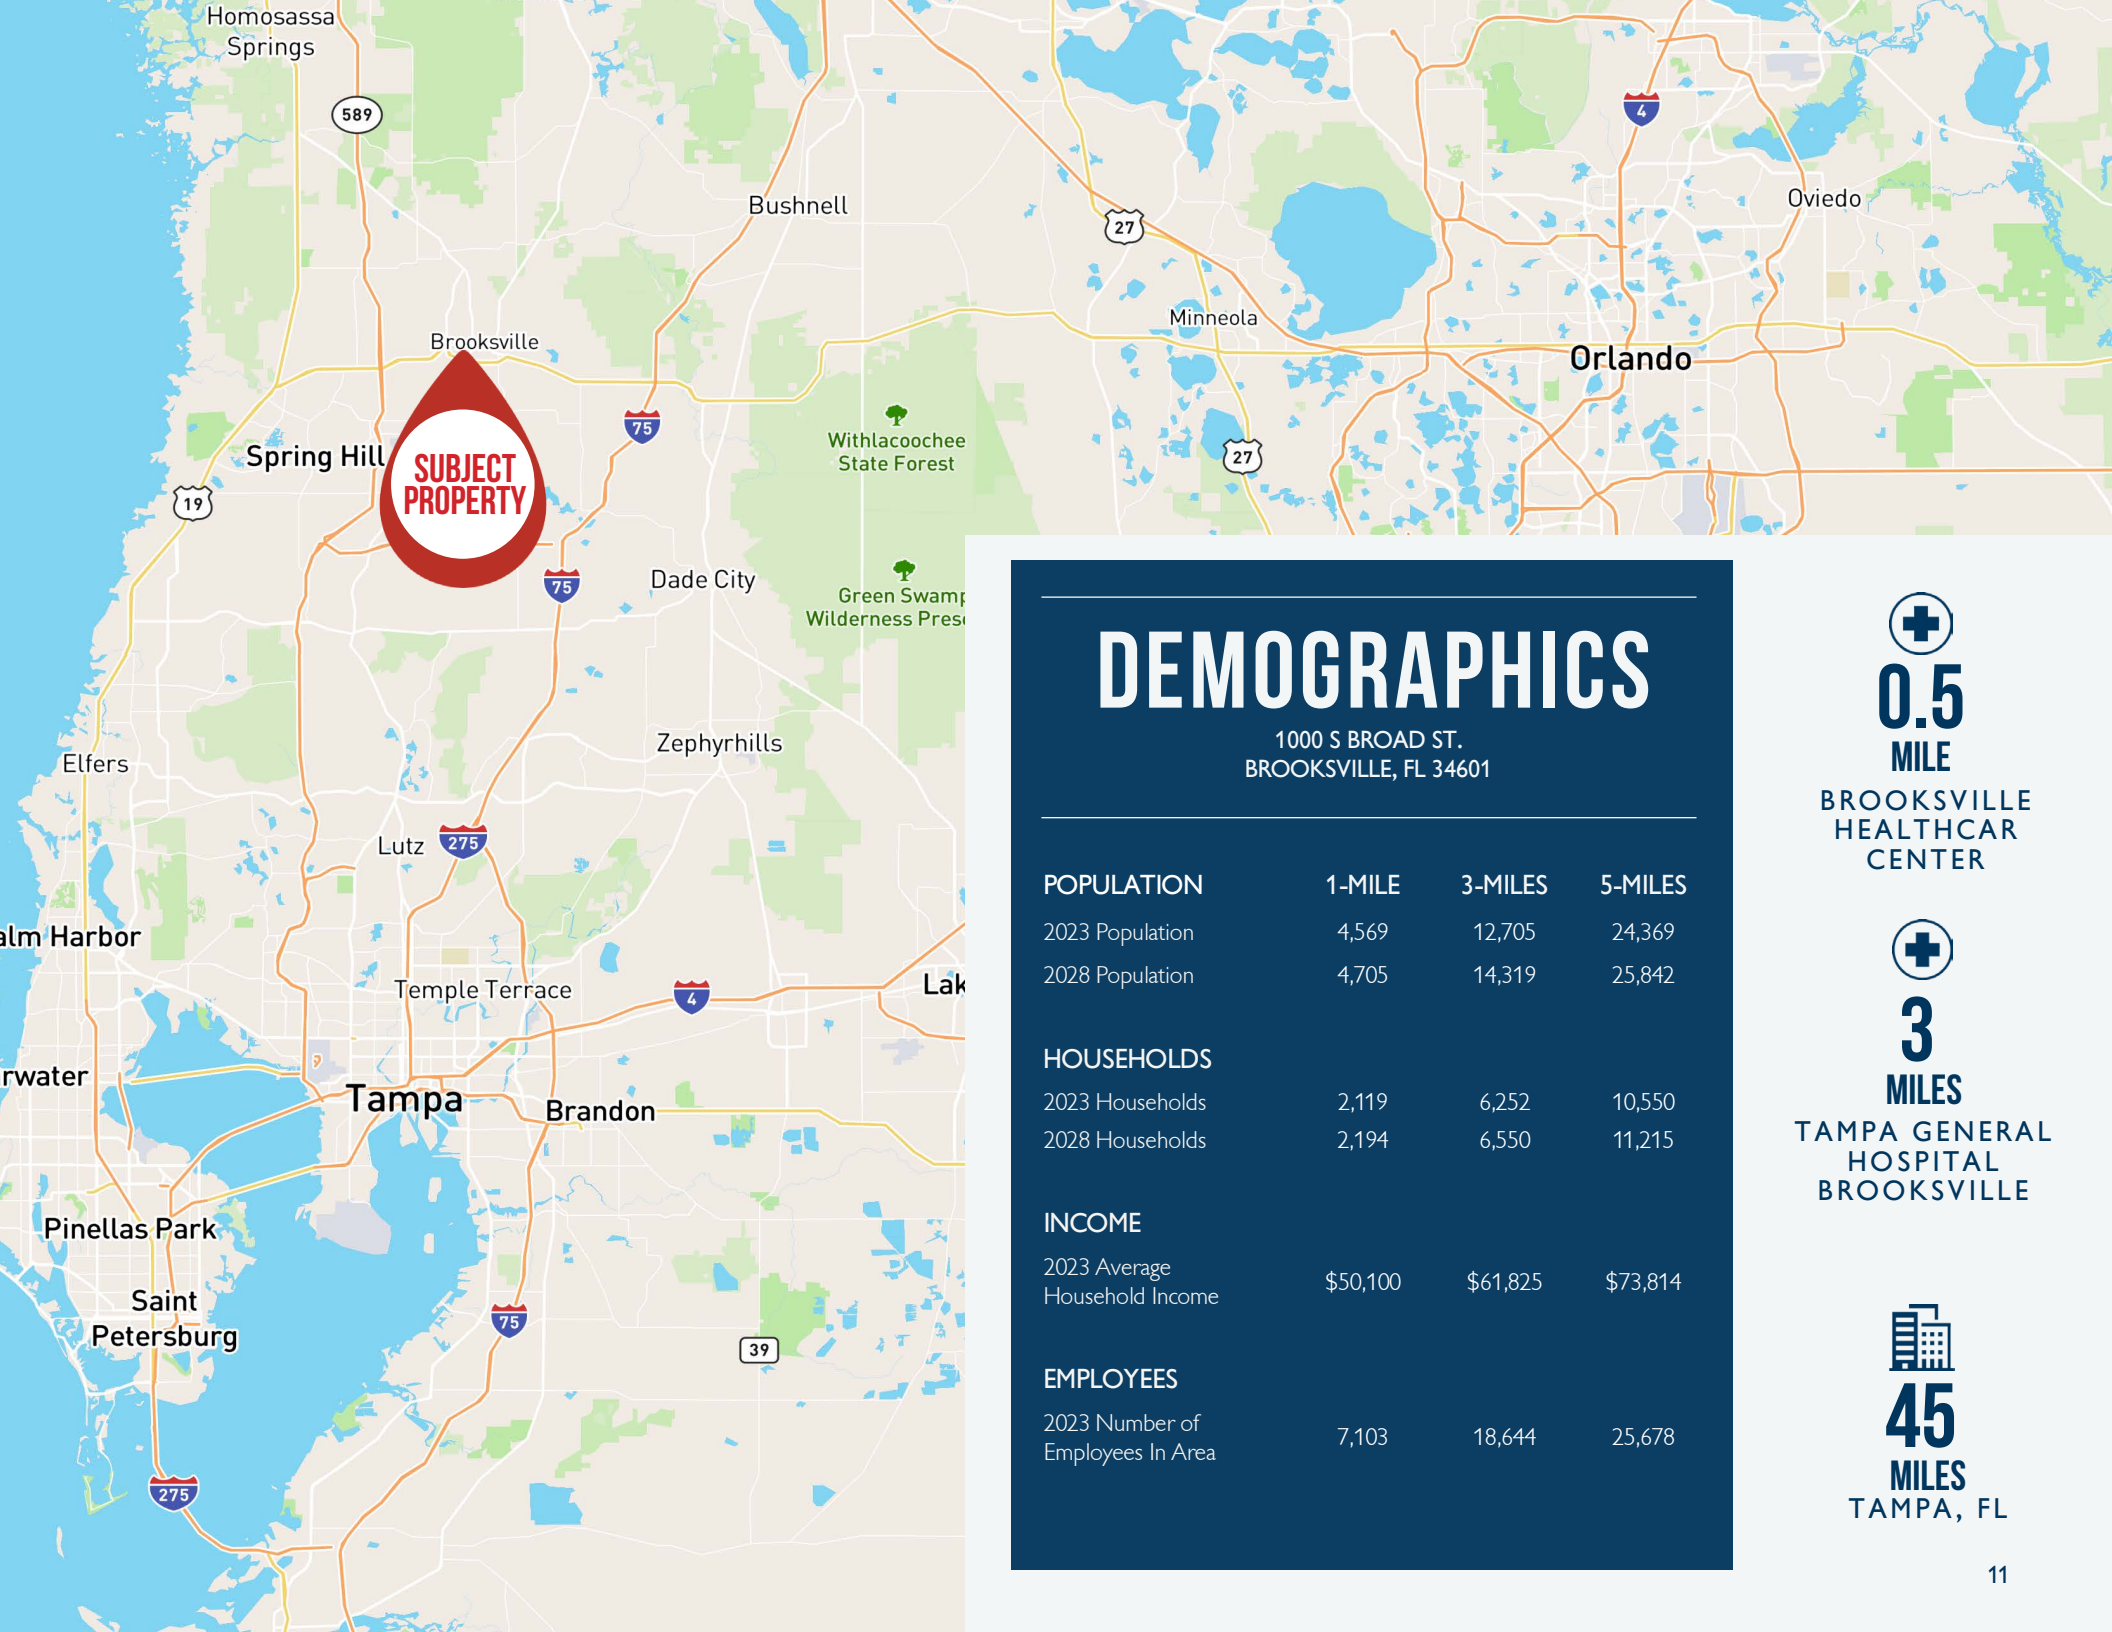 Homosassa
Springs
589
4
Bushnell
Oviedo
27
Minneola
Brooksville
Orlando
75
Withlacoochee
State Forest
Spring Hill
SUBJECT
PROPERTY
27
19
Dade City
75
Green Swamp
Wilderness Prese
Zephyrhills
Elfers
Lutz
275
alm Harbor
Temple Terrace
4
Lak
rwater
Tampa
Brandon
Pinellas Park
Saint
Petersburg
75
39
275
DEMOGRAPHICS
1000 S BROAD ST.
BROOKSVILLE, FL 34601
POPULATION 1-MILE 3-MILES 5-MILES
2023 Population 4,569 12,705 24,369
2028 Population 4,705 14,319 25,842
HOUSEHOLDS
2023 Households 2,119 6,252 10,550
2028 Households 2,194 6,550 11,215
INCOME
2023 Average
Household Income $50,100 $61,825 $73,814
EMPLOYEES
2023 Number of
Employees In Area 7,103 18,644 25,678
0.5
MILE
BROOKSVILLE
HEALTHCAR
CENTER
3
MILES
TAMPA GENERAL
HOSPITAL
BROOKSVILLE
45
MILES
TAMPA, FL
11